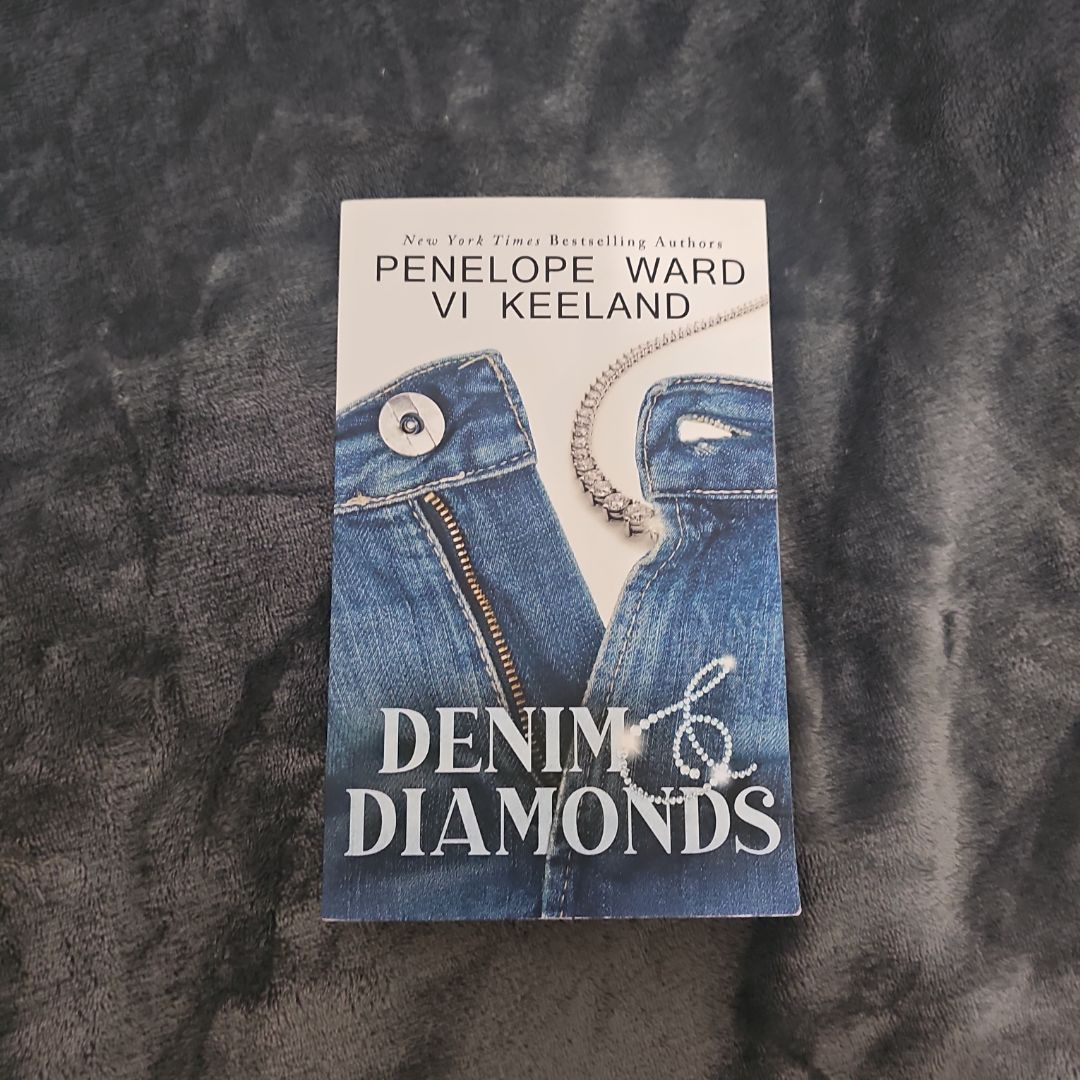 New York Times Bestselling Authors
PENELOPE WARD
VI KEELAND
DENIM &
DIAMONDS